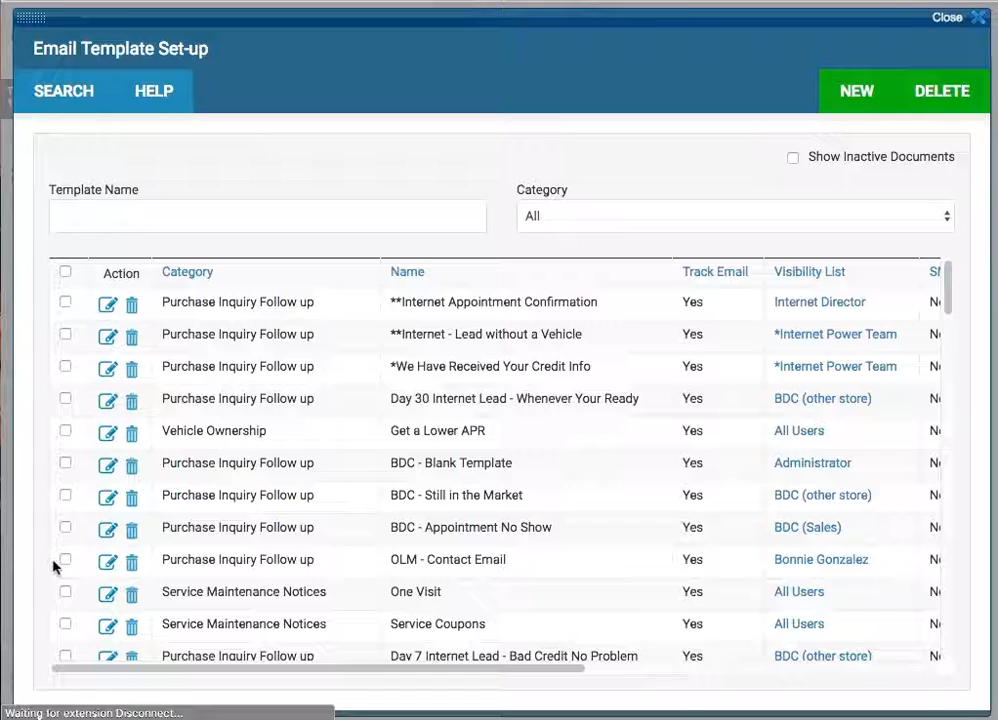 Close
Email Template Set-up
SEARCH HELP NEW DELETE
Show Inactive Documents
Template Name Category
All
Action Category Name Track Email Visibility List
Purchase Inquiry Follow up **Internet Appointment Confirmation Yes Internet Director
Purchase Inquiry Follow up **Internet - Lead without a Vehicle Yes *Internet Power Team
Purchase Inquiry Follow up *We Have Received Your Credit Info Yes *Internet Power Team
Purchase Inquiry Follow up Day 30 Internet Lead - Whenever Your Ready Yes BDC (other store)
Vehicle Ownership Get a Lower APR Yes All Users
Purchase Inquiry Follow up BDC - Blank Template Yes Administrator
Purchase Inquiry Follow up BDC - Still in the Market Yes BDC (other store)
Purchase Inquiry Follow up BDC - Appointment No Show Yes BDC (Sales)
Purchase Inquiry Follow up OLM - Contact Email Yes Bonnie Gonzalez
Service Maintenance Notices One Visit Yes All Users
Service Maintenance Notices Service Coupons Yes All Users
Purchase Inquiry Follow up Day 7 Internet Lead - Bad Credit No Problem Yes BDC (other store)
Waiting for extension Disconnect...